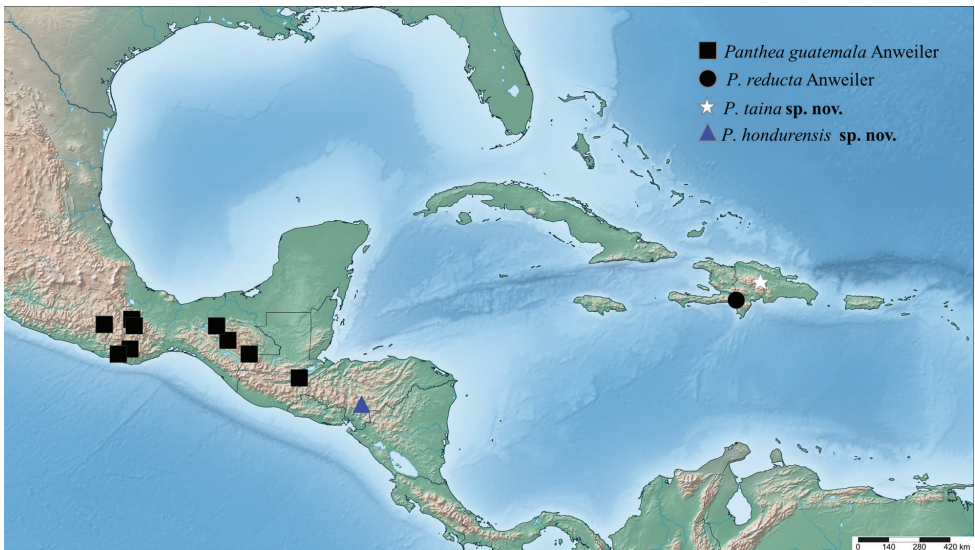 Panthea guatemala Anweiler
P. reducta Anweiler
P. taina sp. nov.
P. hondurensis sp. nov.
0 140 280 420 km